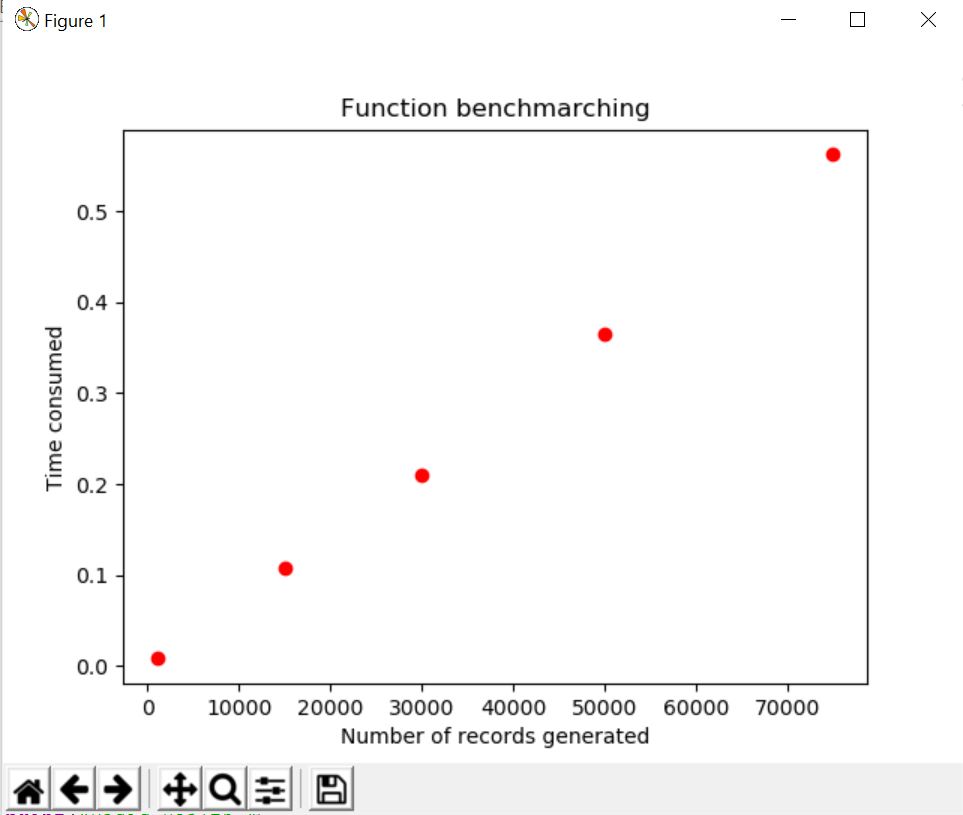 Figure 1
Function benchmarching
0.5
0.4
0.3
0.2
0.1
0.0
Time consumed
0 10000 20000 30000 40000 50000 60000 70000
Number of records generated